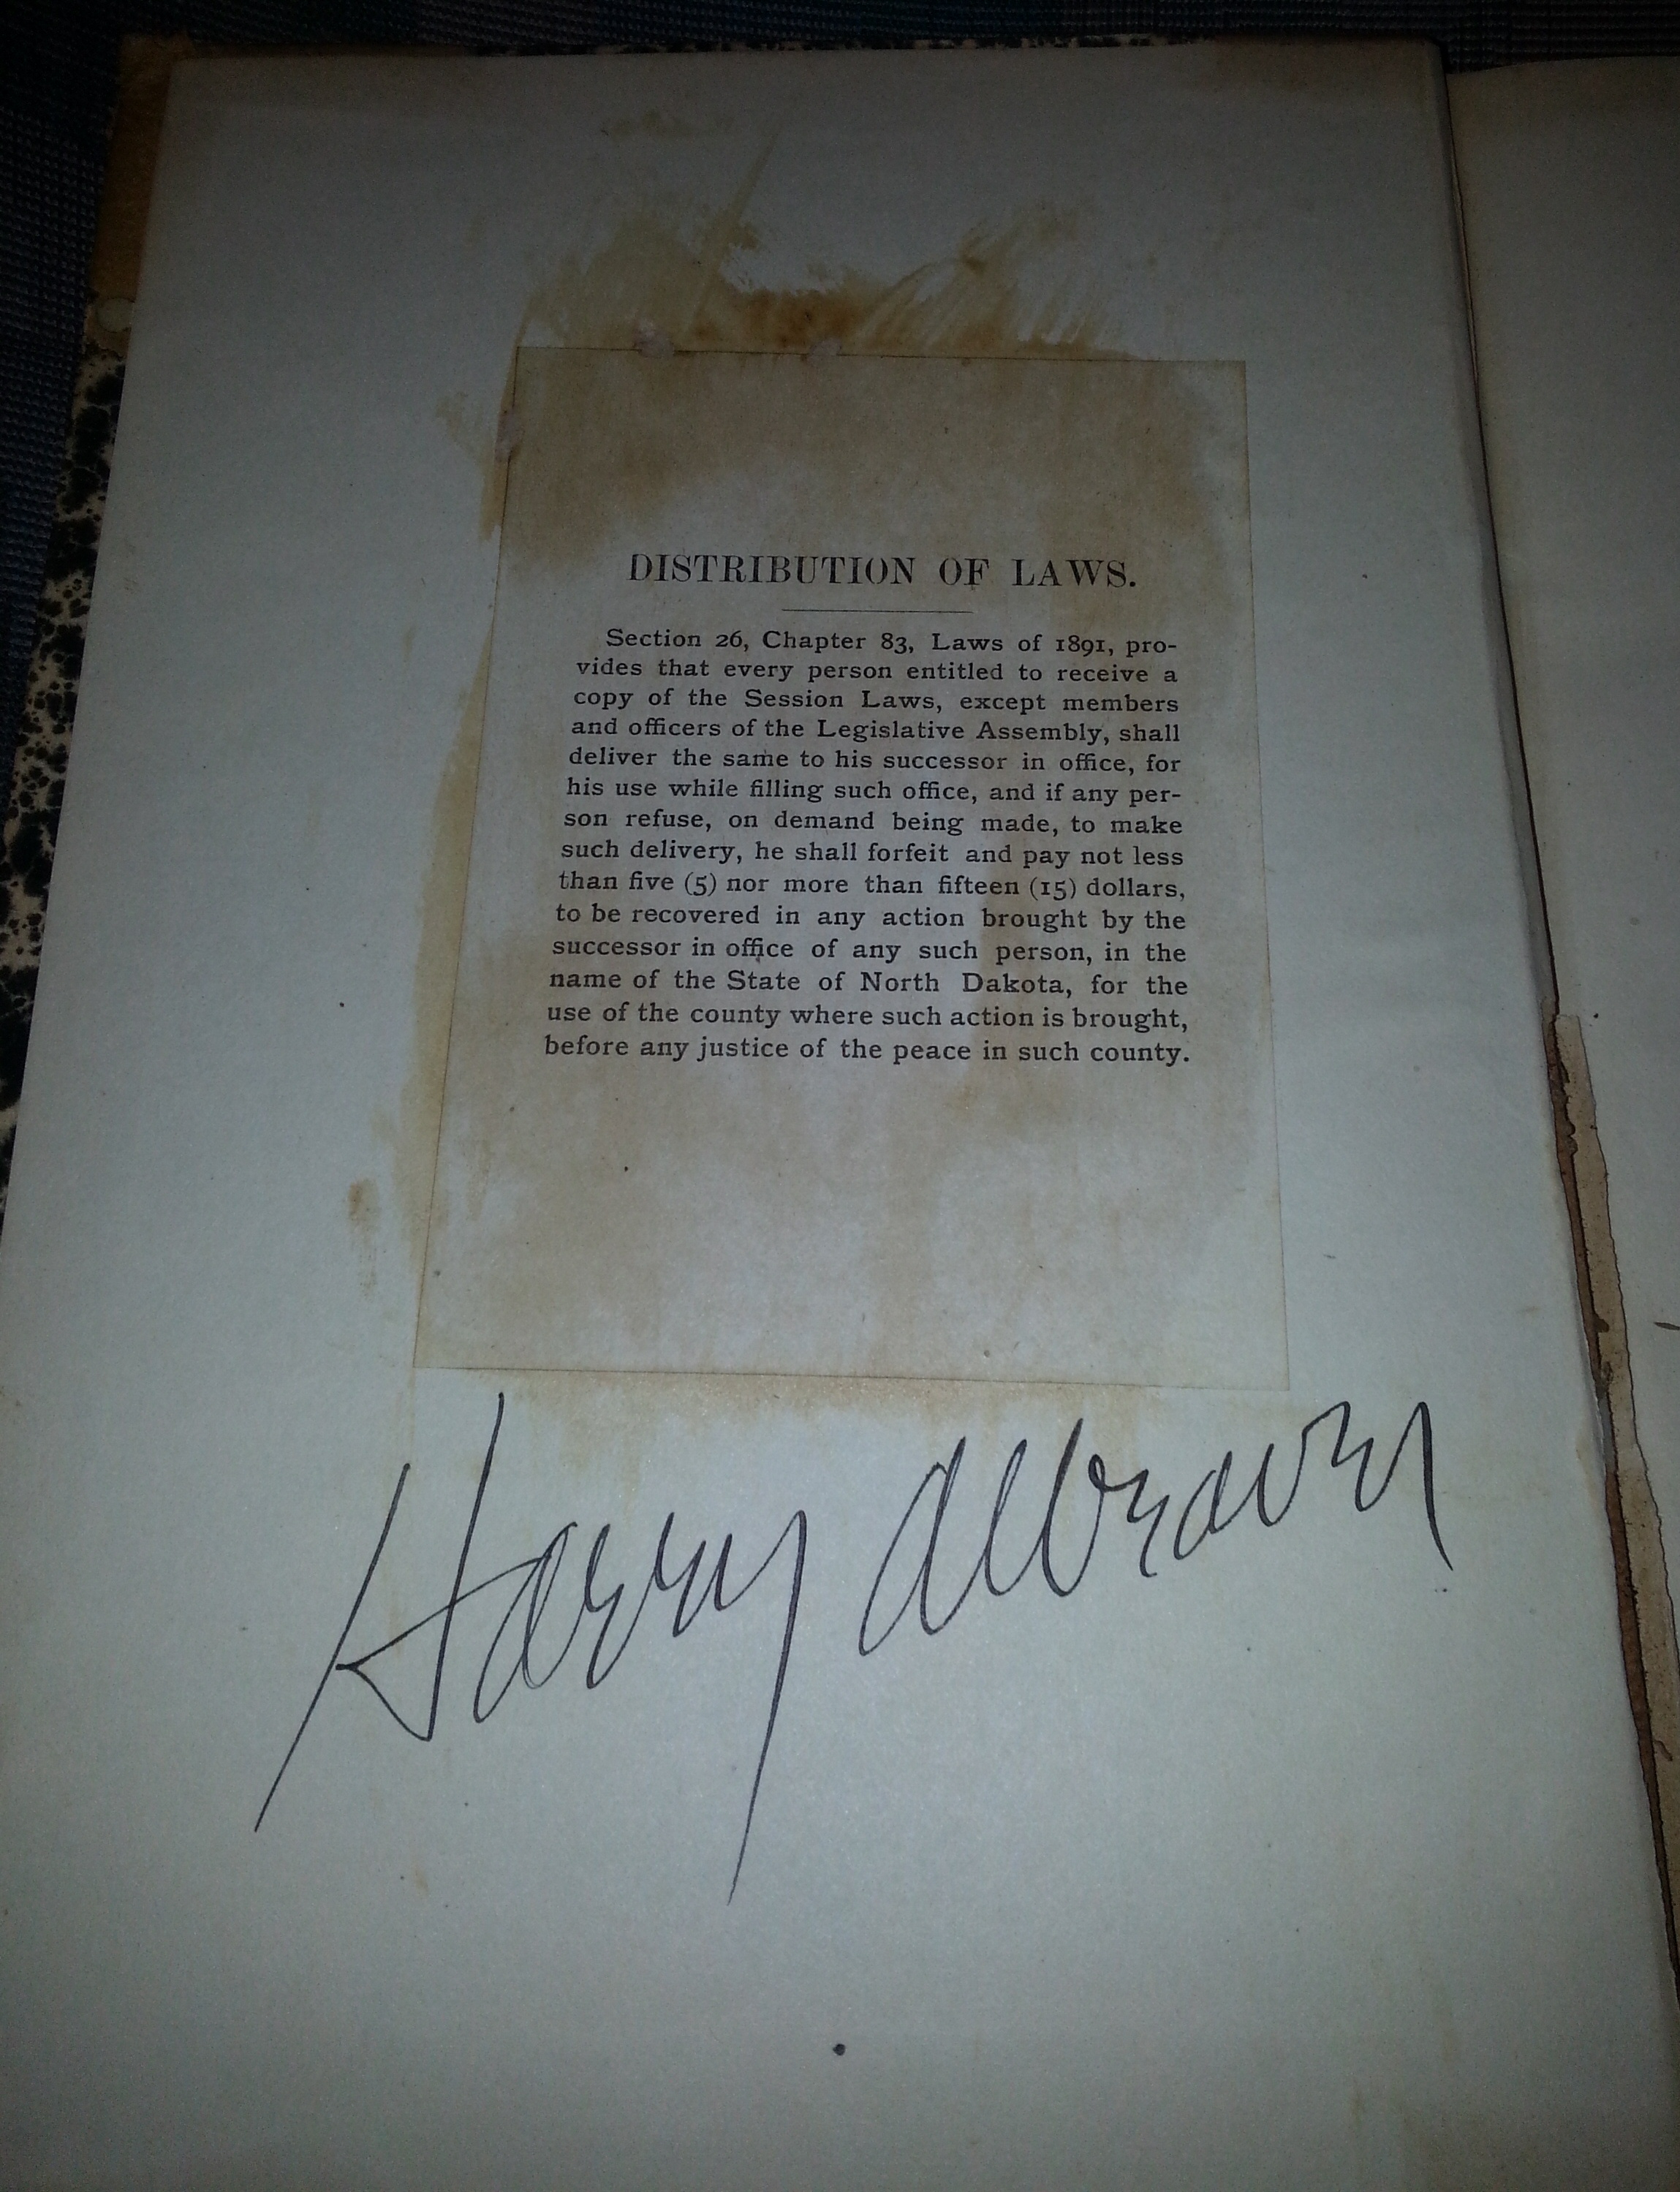 DISTRIBUTION OF LAWS.
Section 26, Chapter 83, Laws of 1891, pro-
vides that every person entitled to receive a
copy of the Session Laws, except members
and officers of the Legislative Assembly, shall
deliver the same to his successor in office, for
his use while filling such office, and if any per-
son refuse, on demand being made, to make
such delivery, he shall forfeit and pay not less
than five (5) nor more than fifteen (15) dollars,
to be recovered in any action brought by the
successor in office of any such person, in the
name of the State of North Dakota, for the
use of the county where such action is brought,
before any justice of the peace in such county.
Harry